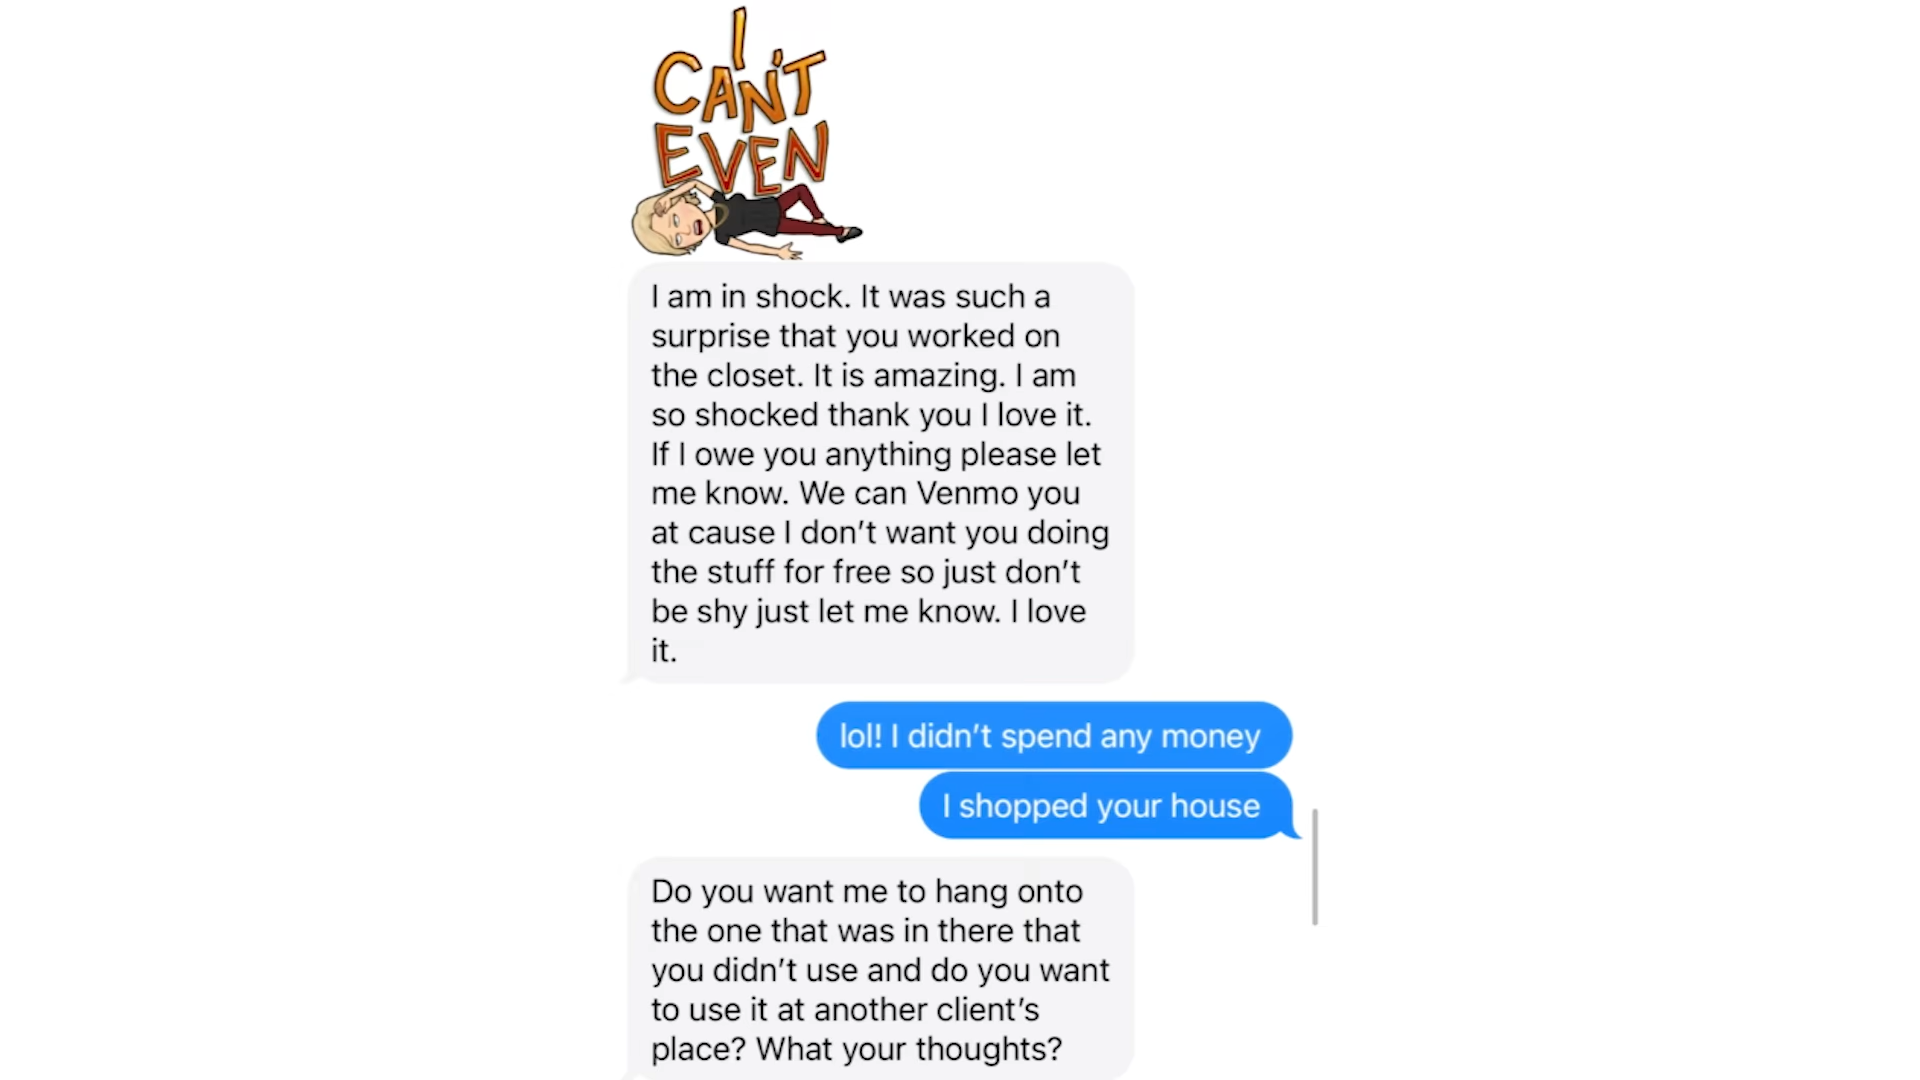 I
CAN'T
EVEN
I am in shock. It was such a
surprise that you worked on
the closet. It is amazing. I am
so shocked thank you I love it.
If I owe you anything please let
me know. We can Venmo you
at cause I don’t want you doing
the stuff for free so just don’t
be shy just let me know. I love
it.
lol! I didn’t spend any money
I shopped your house
Do you want me to hang onto
the one that was in there that
you didn’t use and do you want
to use it at another client’s
place? What your thoughts?